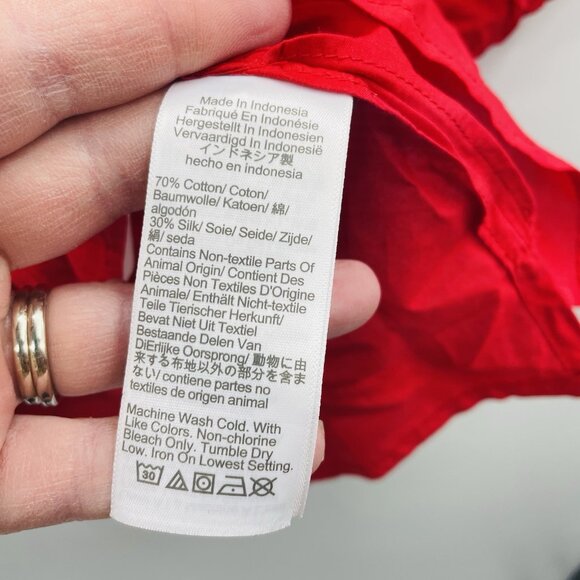 Made In Indonesia
Fabriqué En Indonésie
Hergestellt In Indonesien
Vervaardigd In Indonesië
インドネシア製
hecho en indonesia
70% Cotton/ Coton/
Baumwolle/ Katoen/ 綿/
algodón
30% Silk/ Soie/ Seide/ Zijde/
絹/ seda
Contains Non-textile Parts Of
Animal Origin/ Contient Des
Pièces Non Textiles D'Origine
Animale/ Enthält Nicht-textile
Teile Tierischer Herkunft/
Bevat Niet Uit Textiel
Bestaande Delen Van
DiErlijke Oorsprong/ 動物に由
来する布地以外の部分を含ま
ない/ contiene partes no
textiles de origen animal
Machine Wash Cold. With
Like Colors. Non-chlorine
Bleach Only. Tumble Dry
Low. Iron On Lowest Setting.
30